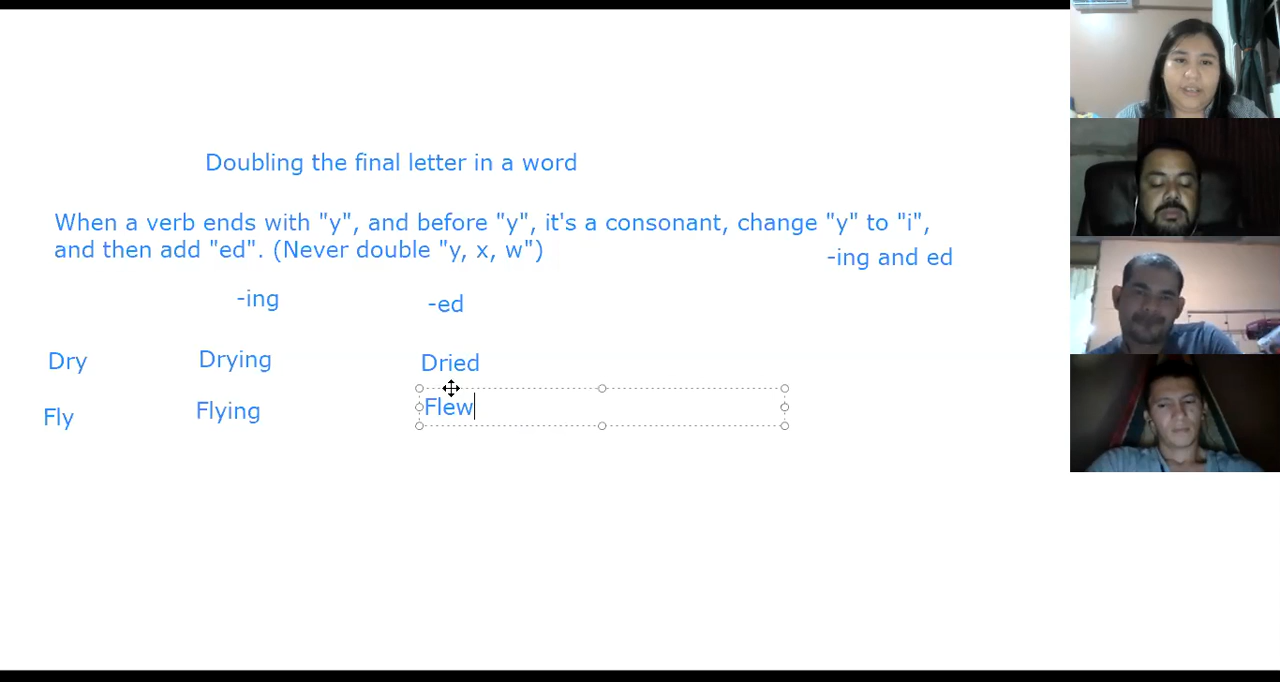 Doubling the final letter in a word
When a verb ends with "y", and before "y", it's a consonant, change "y" to "i",
and then add "ed". (Never double "y, x, w")
-ing and ed
-ing -ed
Dry Drying Dried
Fly Flying Flew